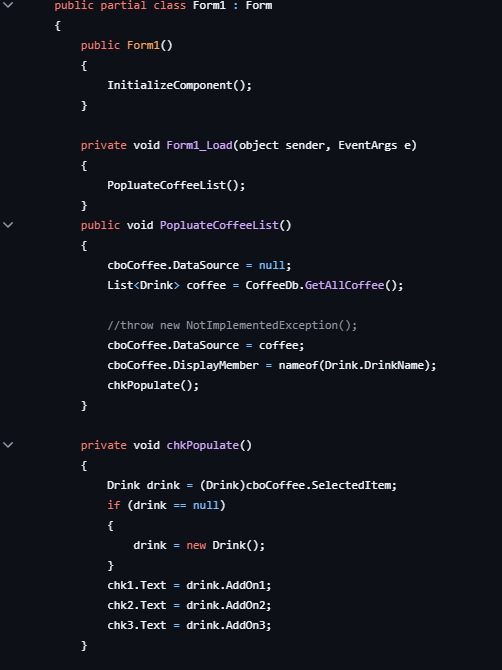 public partial class Form1 : Form
{
public Form1()
{
InitializeComponent();
}
private void Form1_Load(object sender, EventArgs e)
{
PopluateCoffeeList();
}
public void PopluateCoffeeList()
{
cboCoffee.DataSource = null;
List<Drink> coffee = CoffeeDb.GetAllCoffee();
//throw new NotImplementedException();
cboCoffee.DataSource = coffee;
cboCoffee.DisplayMember = nameof(Drink.DrinkName);
chkPopulate();
}
private void chkPopulate()
{
Drink drink = (Drink)cboCoffee.SelectedItem;
if (drink == null)
{
drink = new Drink();
}
chk1.Text = drink.AddOn1;
chk2.Text = drink.AddOn2;
chk3.Text = drink.AddOn3;
}